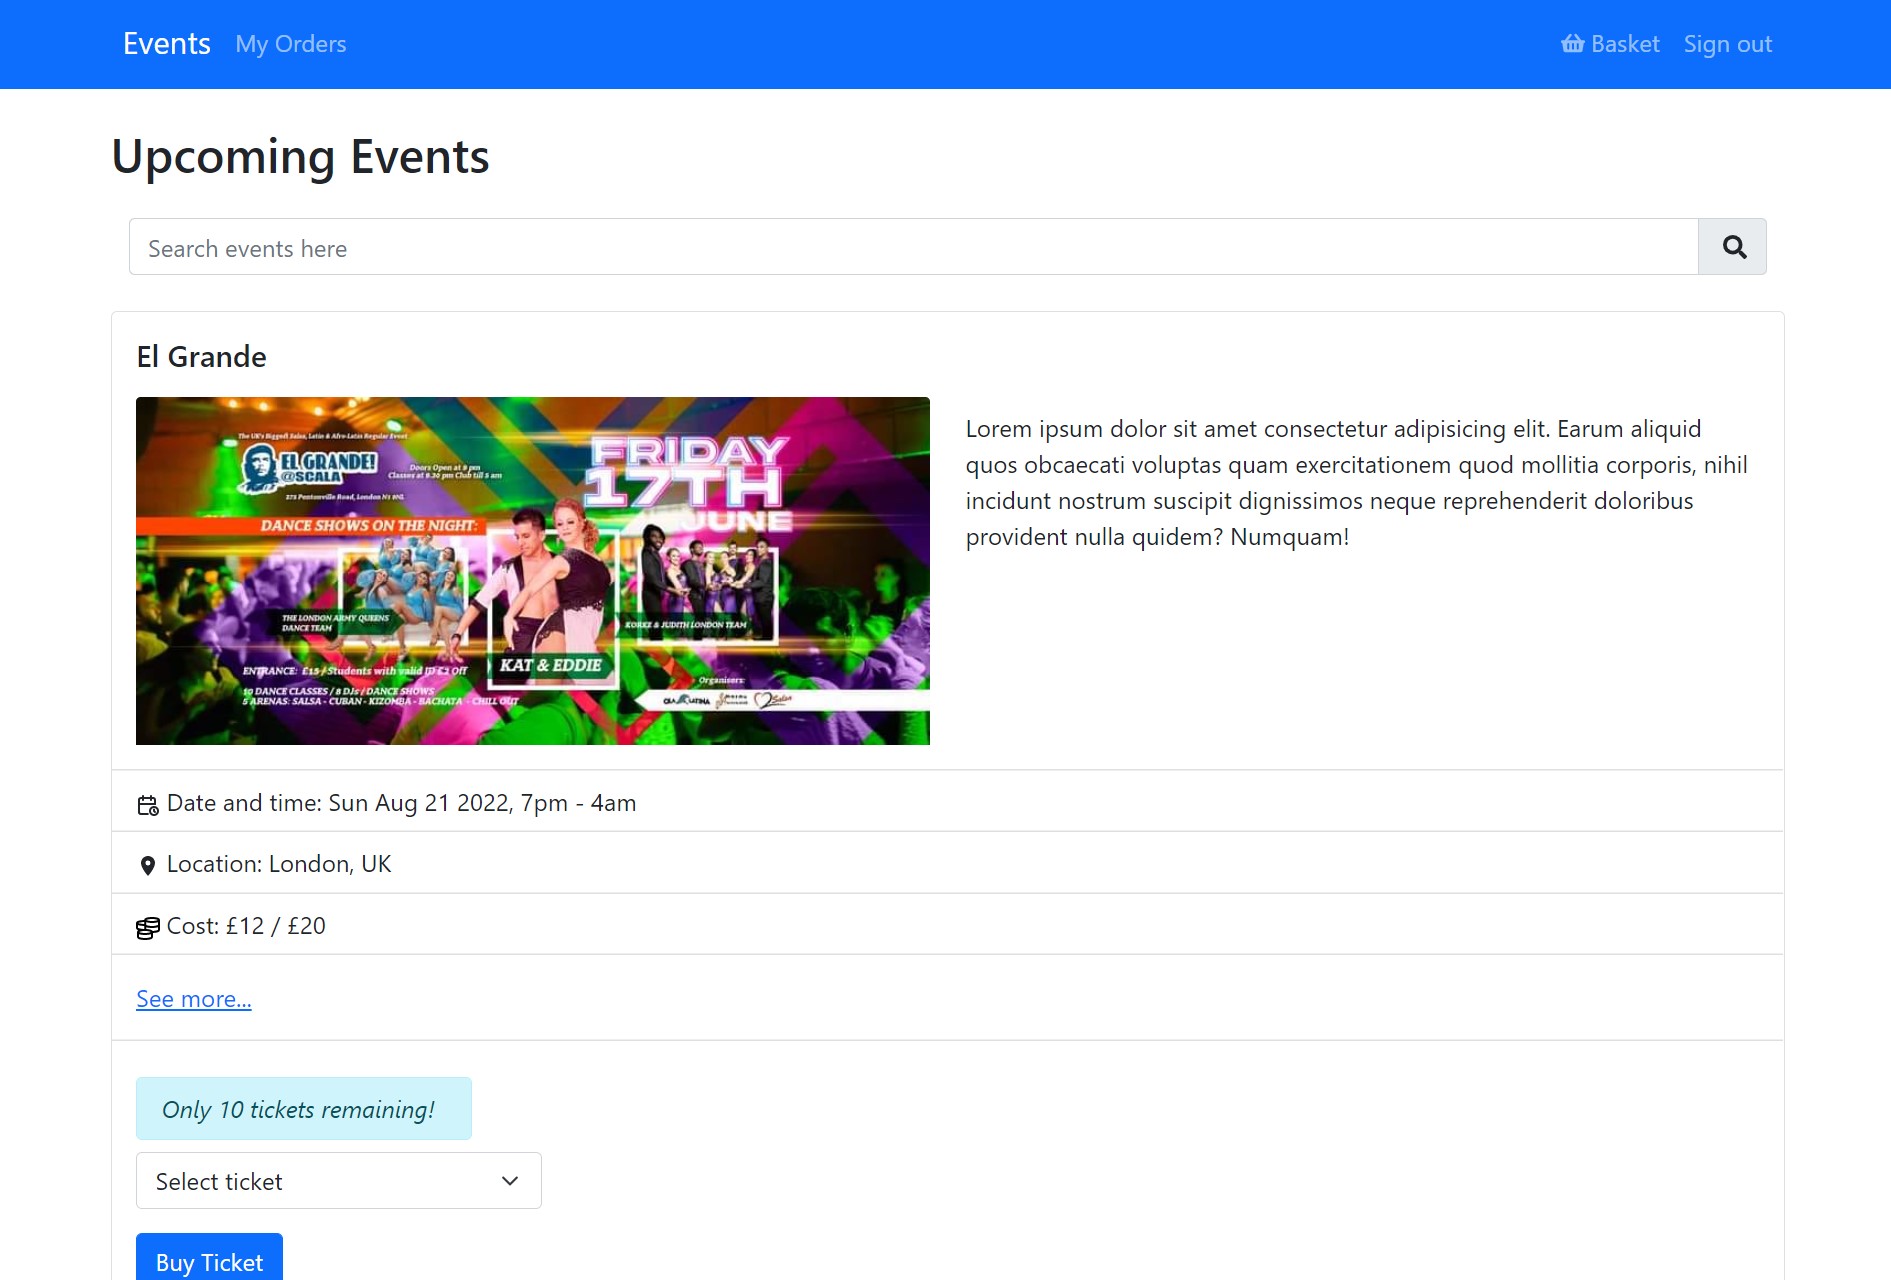 Events My Orders Basket Sign out
Upcoming Events
Search events here
El Grande
The UK's Biggest Salsa, Latin & Afro-Latin Regular Event
EL GRANDE!
@SCALA
Doors Open at 8 pm
Classes at 8.30 pm Club till 5 am
275 Pentonville Road, London N1 9NL
FRIDAY
17TH
JUNE
DANCE SHOWS ON THE NIGHT:
THE LONDON ARMY QUEENS
DANCE TEAM
KAT & EDDIE
& JUDITH LONDON TEAM
ENTRANCE: £15 / Students with valid ID £2 Off
10 DANCE CLASSES / 8 DJs / DANCE SHOWS
5 ARENAS: SALSA - CUBAN - KIZOMBA - BACHATA - CHILL OUT
Organisers:
LATINA
Lorem ipsum dolor sit amet consectetur adipisicing elit. Earum aliquid
quos obcaecati voluptas quam exercitationem quod mollitia corporis, nihil
incidunt nostrum suscipit dignissimos neque reprehenderit doloribus
provident nulla quidem? Numquam!
Date and time: Sun Aug 21 2022, 7pm - 4am
Location: London, UK
Cost: £12 / £20
See more...
Only 10 tickets remaining!
Select ticket
Buy Ticket